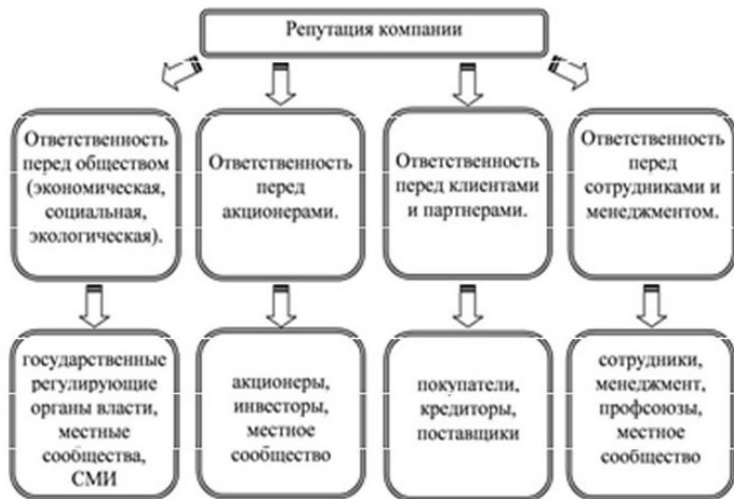 Репутация компании
Ответственность
перед обществом
(экономическая,
социальная,
экологическая).
Ответственность
перед
акционерами.
Ответственность
перед клиентами
и партнерами.
Ответственность
перед
сотрудниками и
менеджментом.
государственные
регулирующие
органы власти,
местные
сообщества,
СМИ
акционеры,
инвесторы,
местное
сообщество
покупатели,
кредиторы,
поставщики
сотрудники,
менеджмент,
профсоюзы,
местное
сообщество